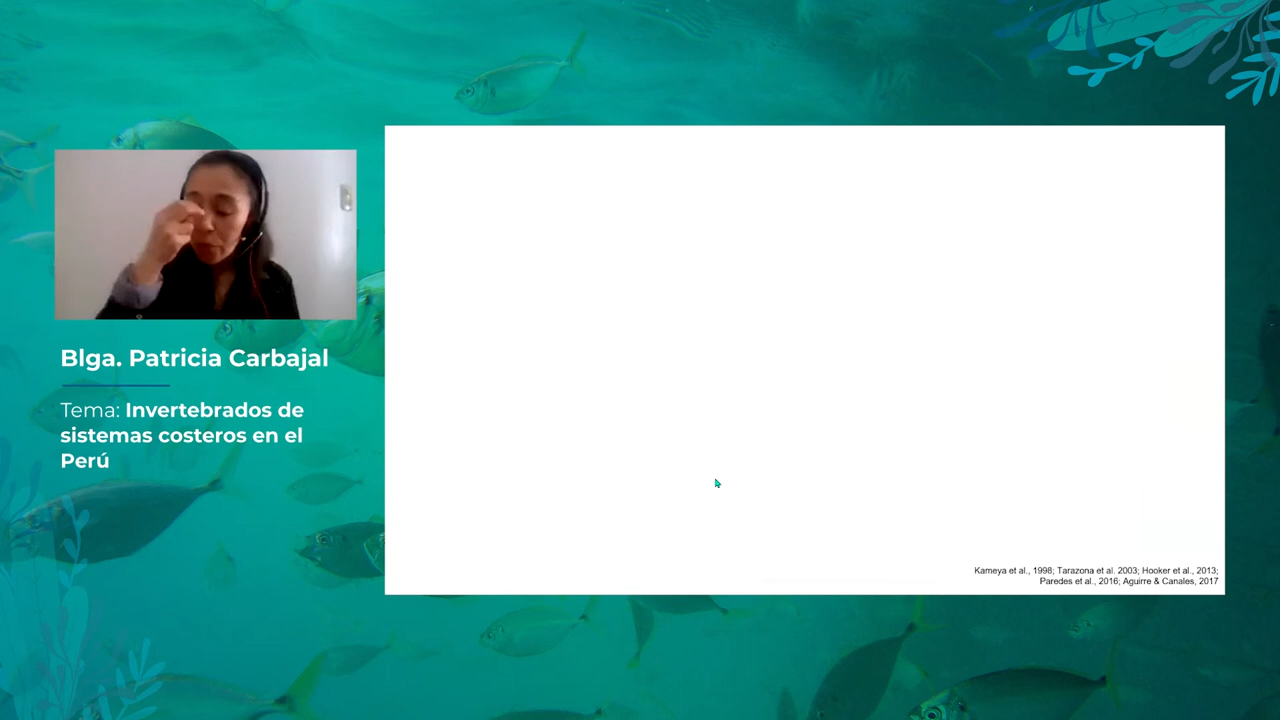 Blga. Patricia Carbajal
Tema: Invertebrados de
sistemas costeros en el
Perú
Kameya et al., 1998; Tarazona et al. 2003; Hooker et al., 2013;
Paredes et al., 2016; Aguirre & Canales, 2017